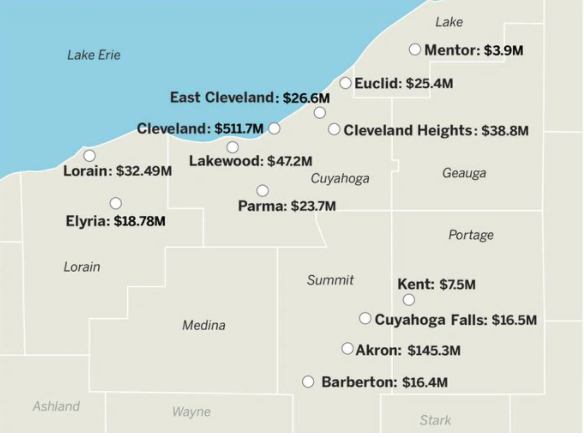 Lake
Lake Erie
Mentor: $3.9M
Euclid: $25.4M
East Cleveland: $26.6M
Cleveland: $511.7M
Cleveland Heights: $38.8M
Lakewood: $47.2M
Lorain: $32.49M
Cuyahoga
Geauga
Parma: $23.7M
Elyria: $18.78M
Portage
Lorain
Summit
Kent: $7.5M
Medina
Cuyahoga Falls: $16.5M
Akron: $145.3M
Barberton: $16.4M
Ashland
Wayne
Stark